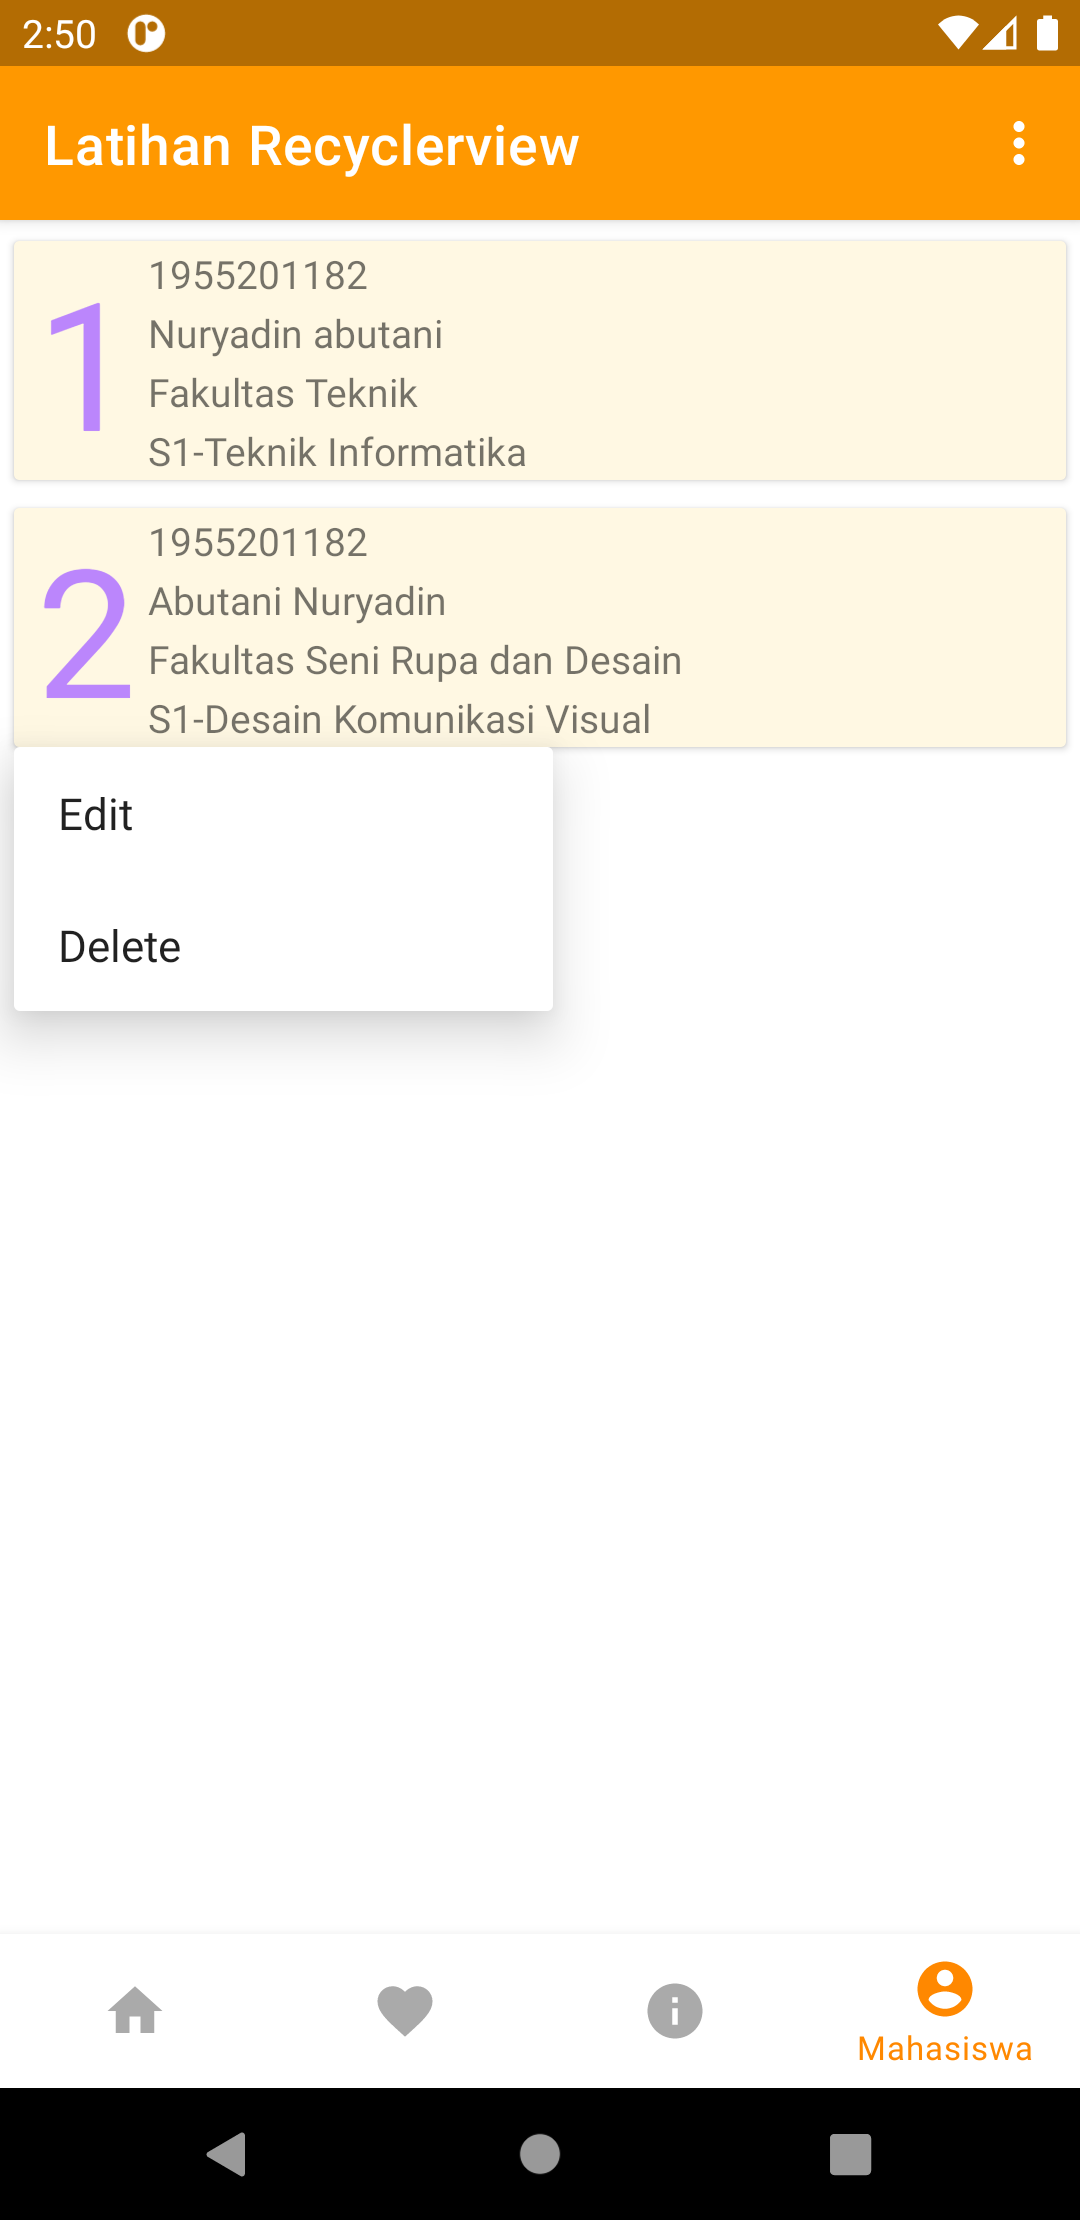 2:50
Latihan Recyclerview
1
1955201182
Nuryadin abutani
Fakultas Teknik
S1-Teknik Informatika
2
1955201182
Abutani Nuryadin
Fakultas Seni Rupa dan Desain
S1-Desain Komunikasi Visual
Edit
Delete
Mahasiswa